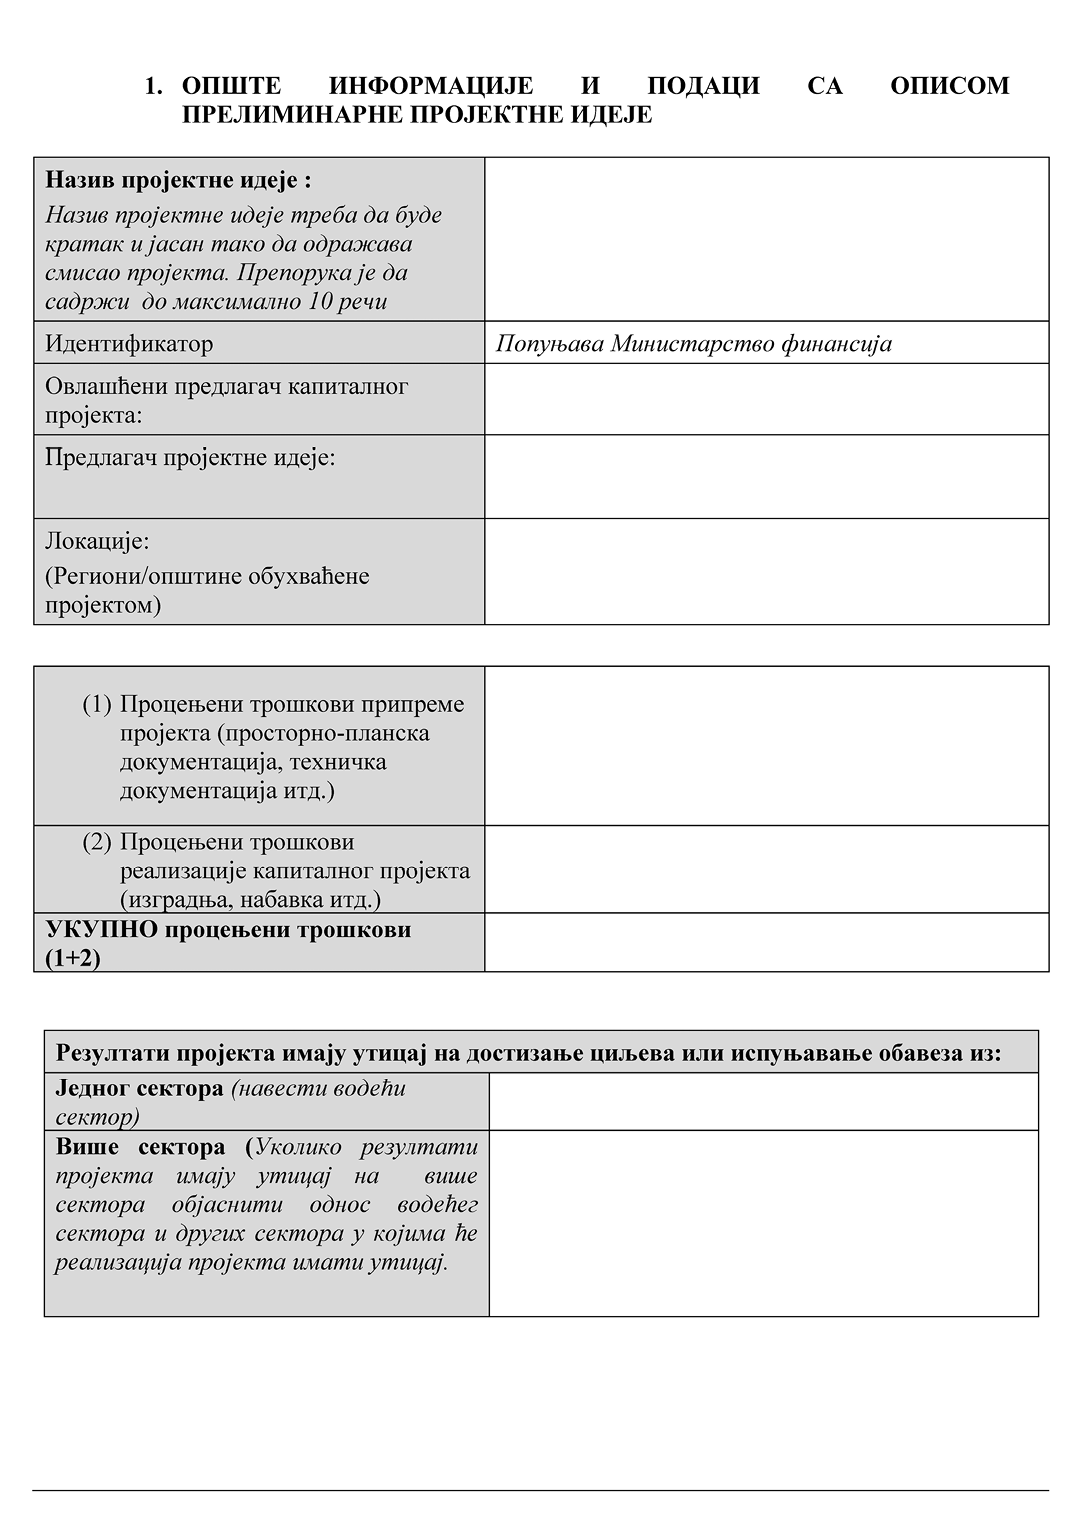 1. ОПШТЕ ИНФОРМАЦИЈЕ И ПОДАЦИ СА ОПИСОМ
ПРЕЛИМИНАРНЕ ПРОЈЕКТНЕ ИДЕЈЕ
Назив пројектне идеје :
Назив пројектне идеје треба да буде
кратак и јасан тако да одражава
смисао пројекта. Препорука је да
садржи до максимално 10 речи
Идентификатор
Попуњава Министарство финансија
Овлашћени предлагач капиталног
пројекта:
Предлагач пројектне идеје:
Локације:
(Региони/општине обухваћене
пројектом)
(1) Процењени трошкови припреме
пројекта (просторно-планска
документација, техничка
документација итд.)
(2) Процењени трошкови
реализације капиталног пројекта
(изградња, набавка итд.)
УКУПНО процењени трошкови
(1+2)
Резултати пројекта имају утицај на достизање циљева или испуњавање обавеза из:
Једног сектора (навести водећи
сектор)
Више сектора (Уколико резултати
пројекта имају утицај на више
сектора објаснити однос водећег
сектора и других сектора у којима ће
реализација пројекта имати утицај.